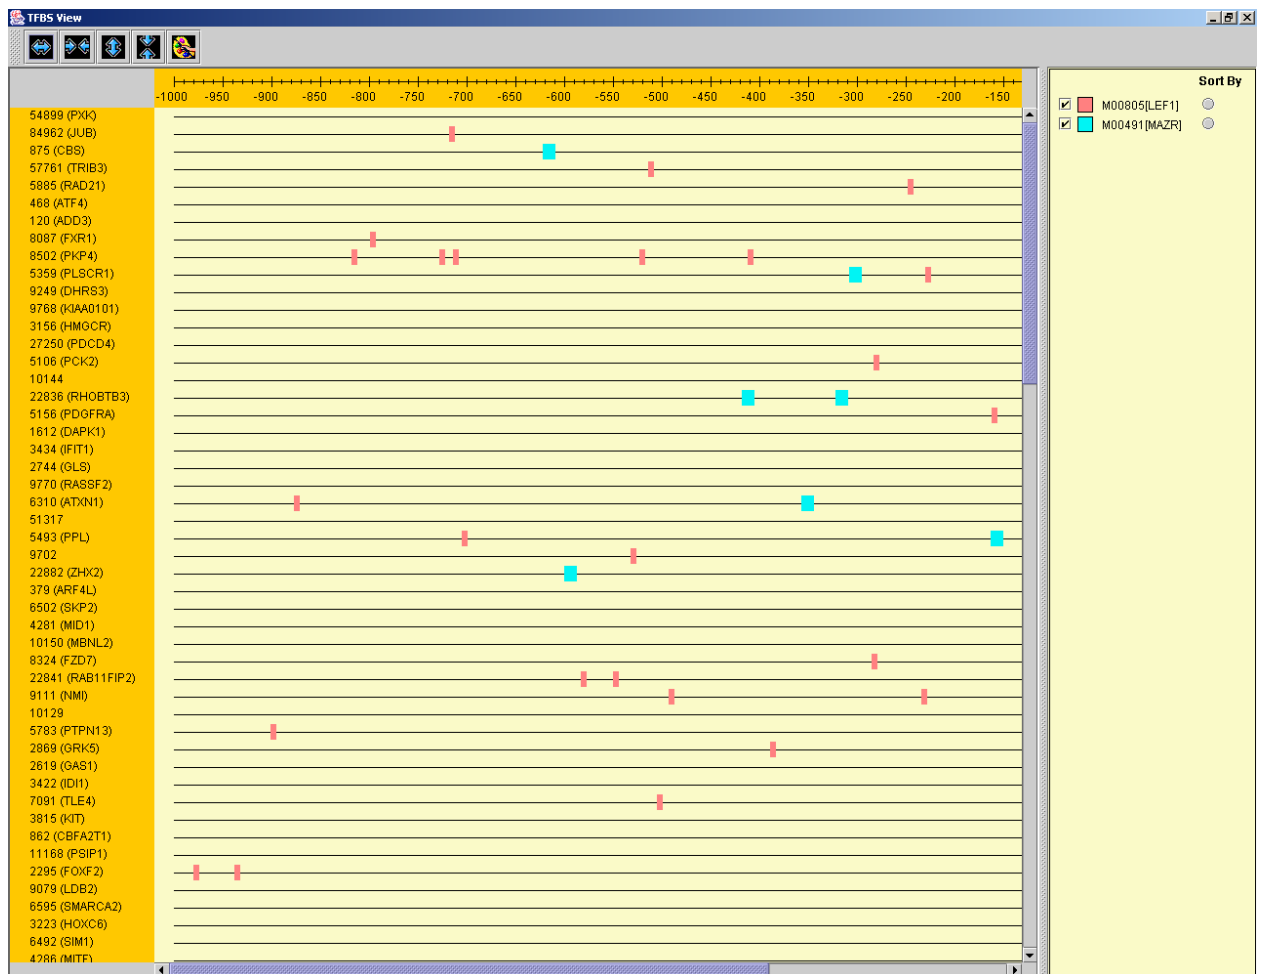 TFBS View
Sort By
-1000 -950 -900 -850 -800 -750 -700 -650 -600 -550 -500 -450 -400 -350 -300 -250 -200 -150
M00805[LEF1]
M00491[MAZR]
54899 (PXK)
84962 (JUB)
875 (CBS)
57761 (TRIB3)
5885 (RAD21)
468 (ATF4)
120 (ADD3)
8087 (FXR1)
8502 (PKP4)
5359 (PLSCR1)
9249 (DHRS3)
9768 (KIAA0101)
3156 (HMGCR)
27250 (PDCD4)
5106 (PCK2)
10144
22836 (RHOBTB3)
5156 (PDGFRA)
1612 (DAPK1)
3434 (IFIT1)
2744 (GLS)
9770 (RASSF2)
6310 (ATXN1)
51317
5493 (PPL)
9702
22882 (ZHX2)
379 (ARF4L)
6502 (SKP2)
4281 (MID1)
10150 (MBNL2)
8324 (FZD7)
22841 (RAB11FIP2)
9111 (NMI)
10129
5783 (PTPN13)
2869 (GRK5)
2619 (GAS1)
3422 (IDI1)
7091 (TLE4)
3815 (KIT)
862 (CBFA2T1)
11168 (PSIP1)
2295 (FOXF2)
9079 (LDB2)
6595 (SMARCA2)
3223 (HOXC6)
6492 (SIM1)
4286 (MITF)